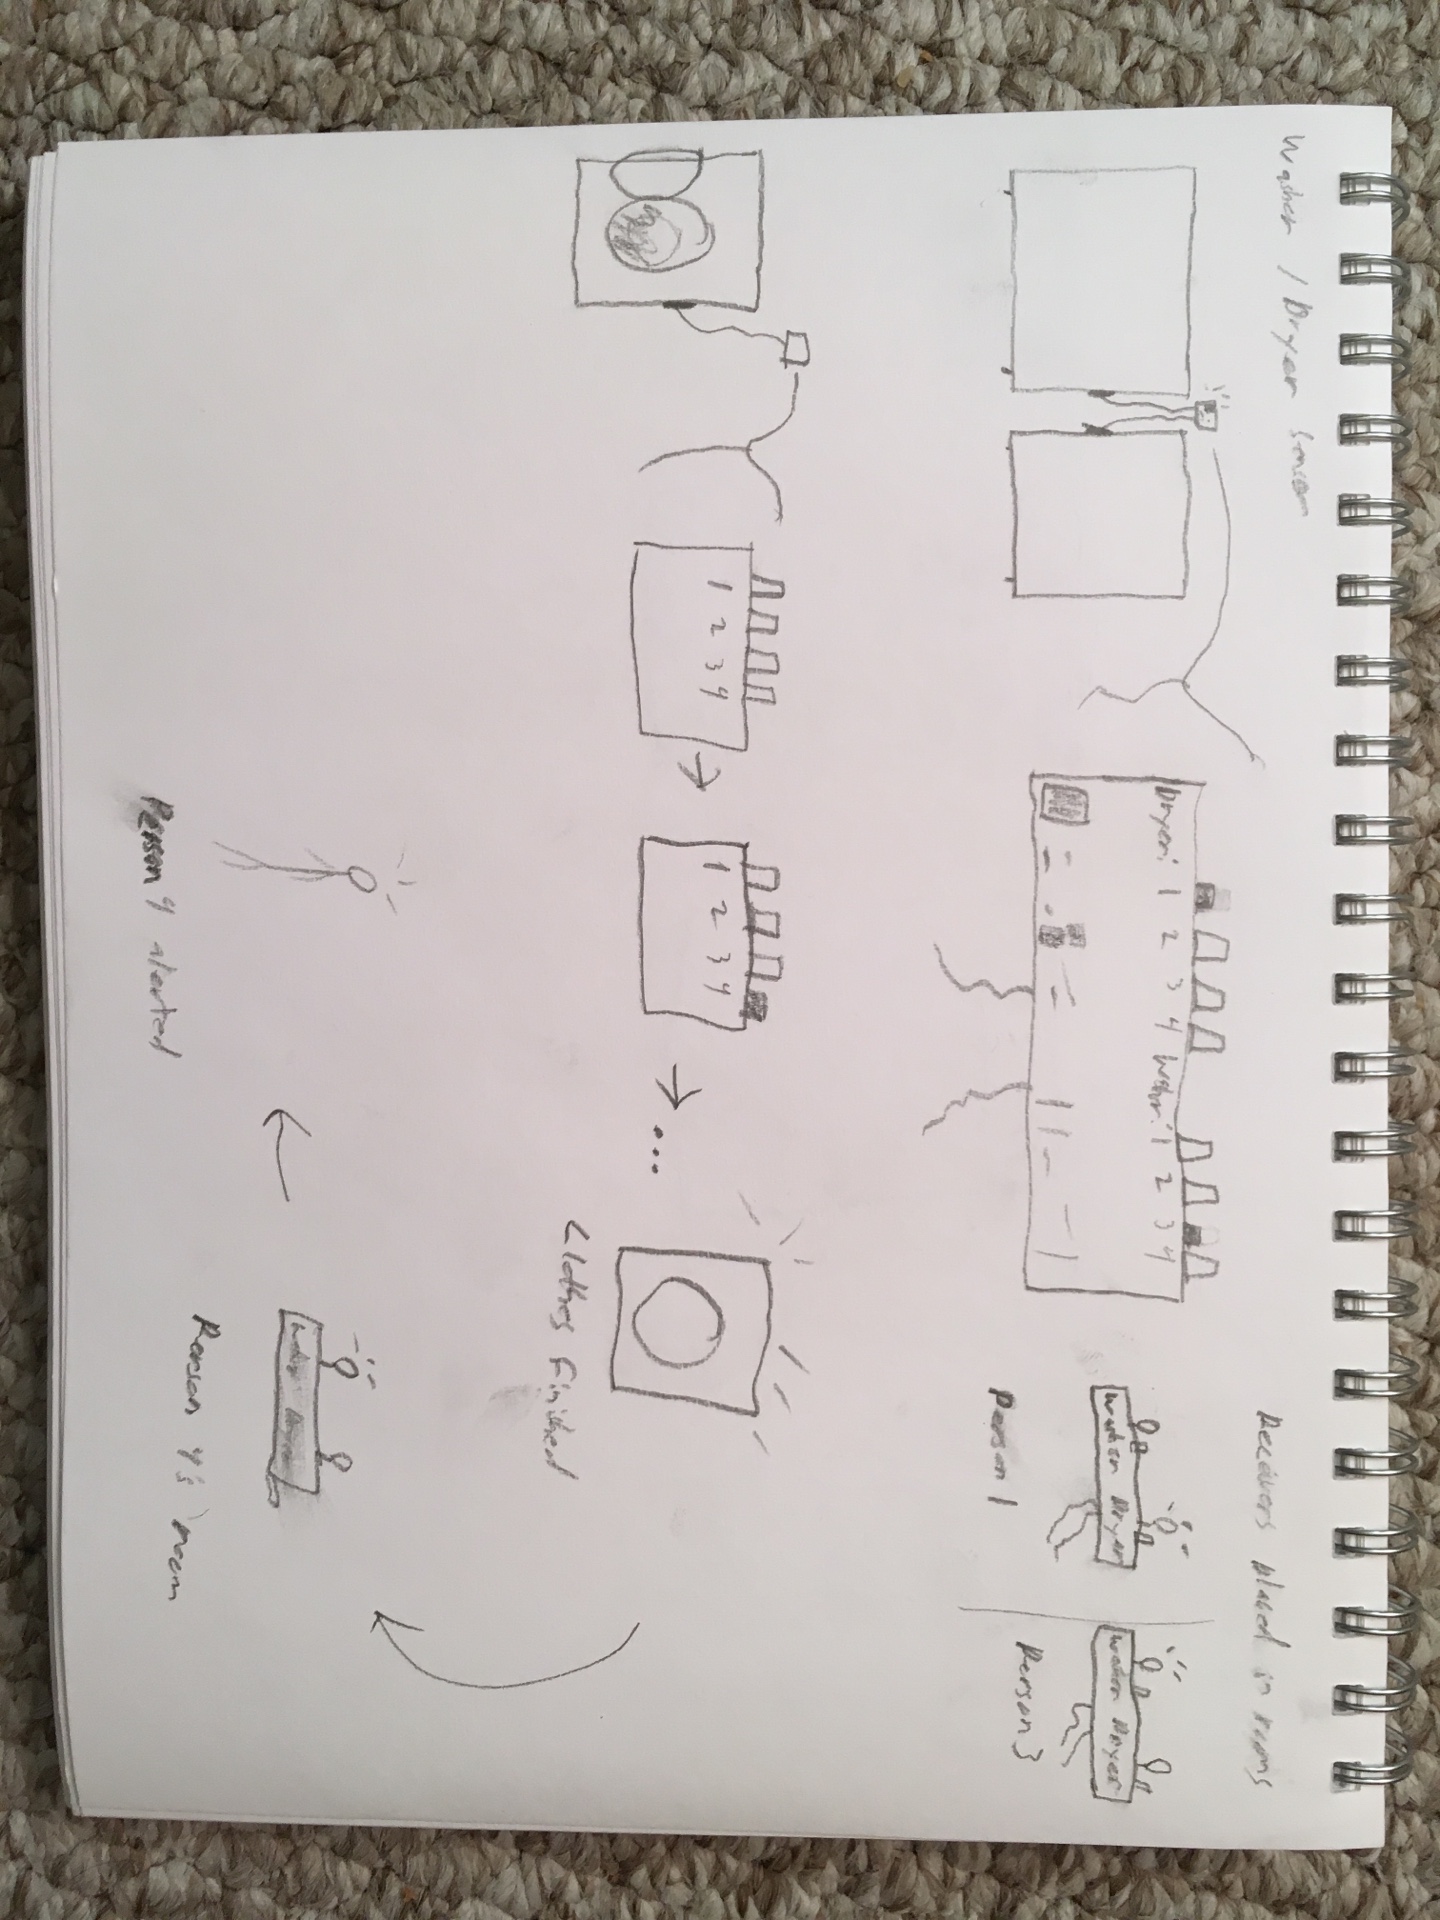 Washer / Dryer Sensor
Receivers placed in rooms
Dryer: 1 2 3 4 Washer: 1 2 3 4
Washer Dryer
Washer Dryer
Person 1
Person 3
1 2 3 4
1 2 3 4
...
Clothes Finished
Washer Dryer
Person 4's room
Person 4 alerted